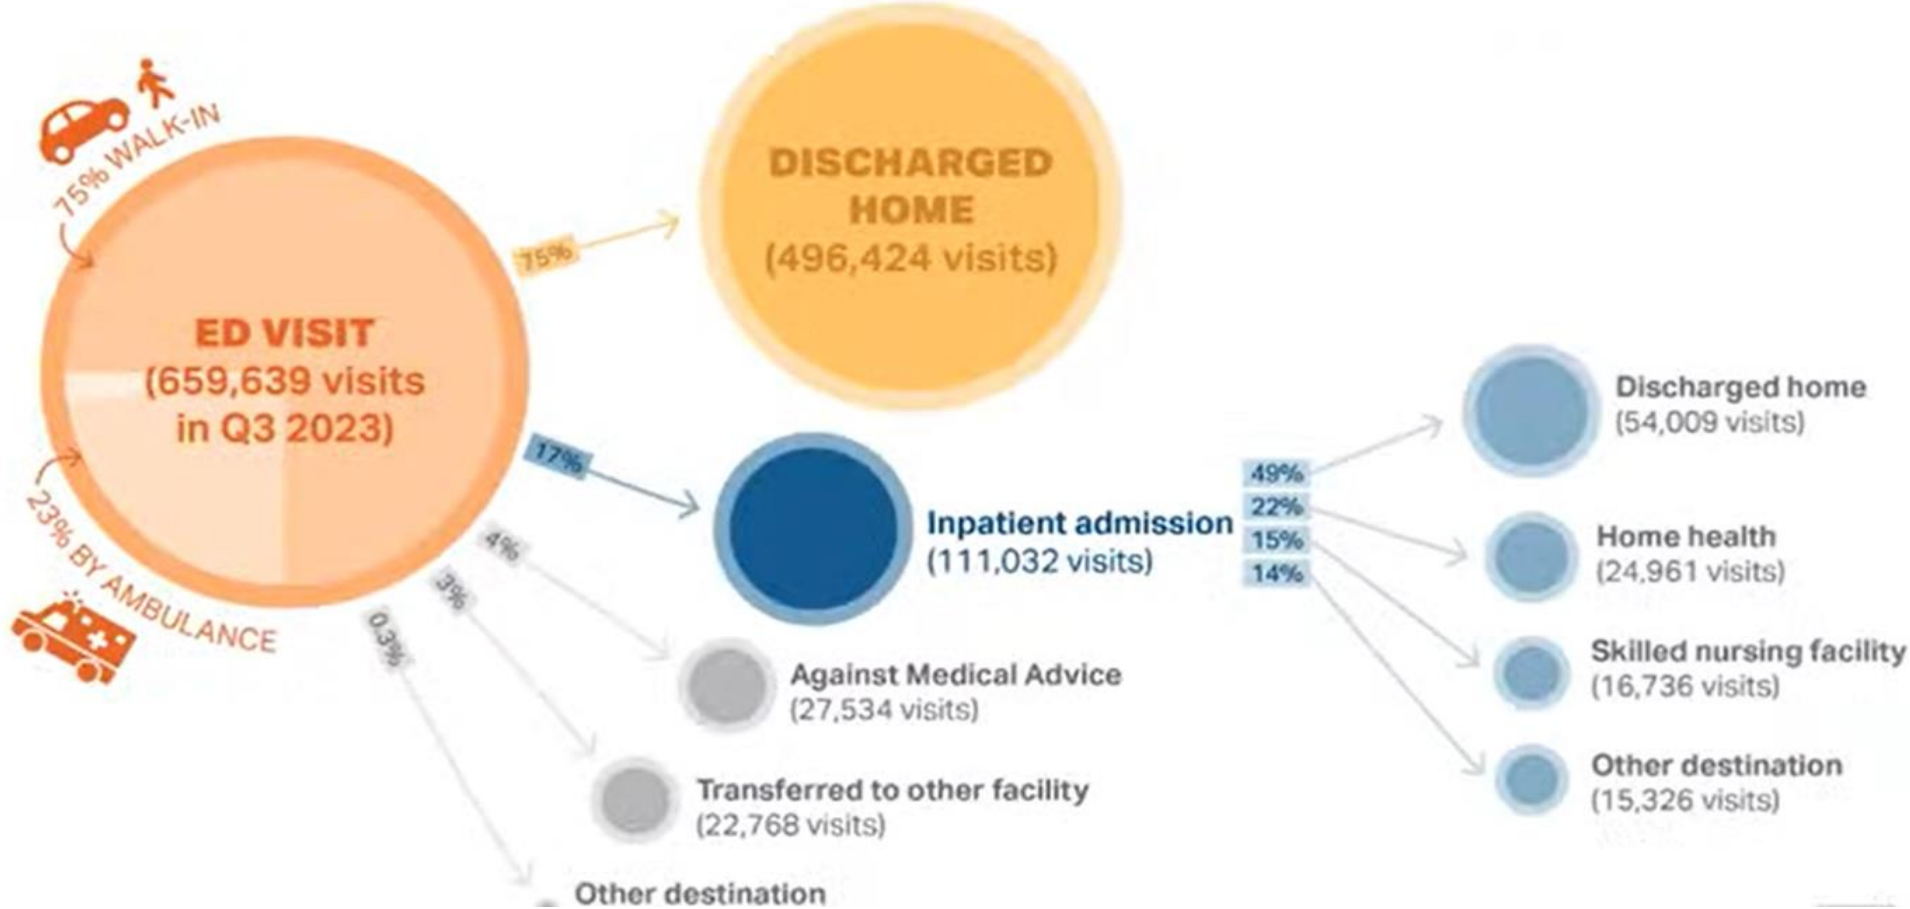 75% WALK-IN
ED VISIT
(659,639 visits
in Q3 2023)
23% BY AMBULANCE
75%
DISCHARGED
HOME
(496,424 visits)
17%
Inpatient admission
(111,032 visits)
49%
22%
15%
14%
Discharged home
(54,009 visits)
Home health
(24,961 visits)
Skilled nursing facility
(16,736 visits)
Other destination
(15,326 visits)
4%
Against Medical Advice
(27,534 visits)
3%
Transferred to other facility
(22,768 visits)
0.3%
Other destination